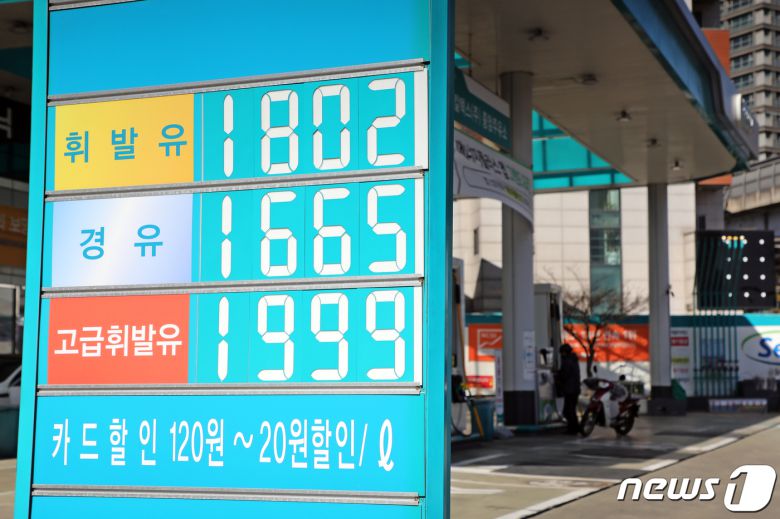 휘발유 1802ℓ
경유 1665
고급휘발유 1999
카드할인 120원~20원할인/ℓ
news1